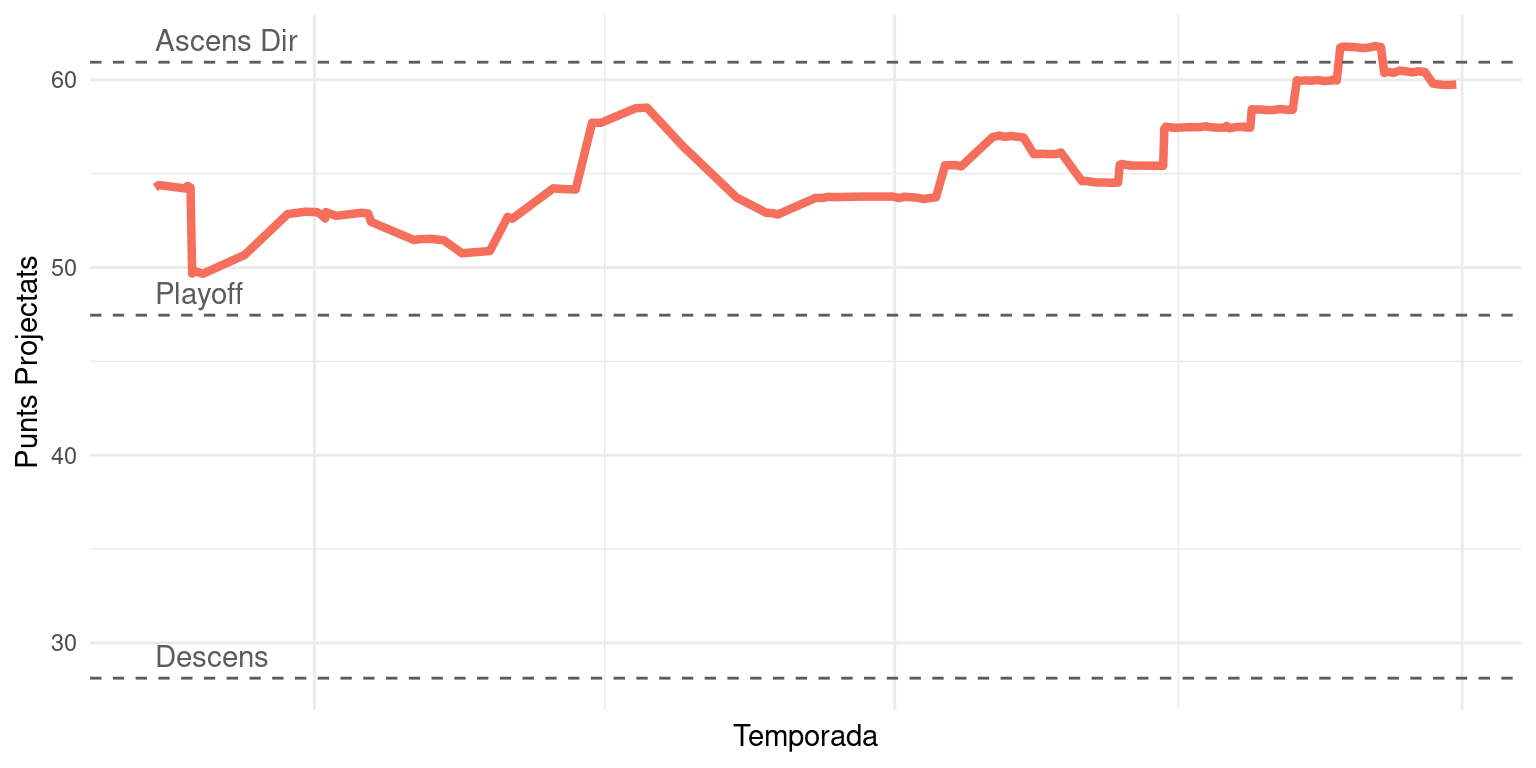 Ascens Dir
60
50
Playoff
40
30
Descens
Punts Projectats
Temporada